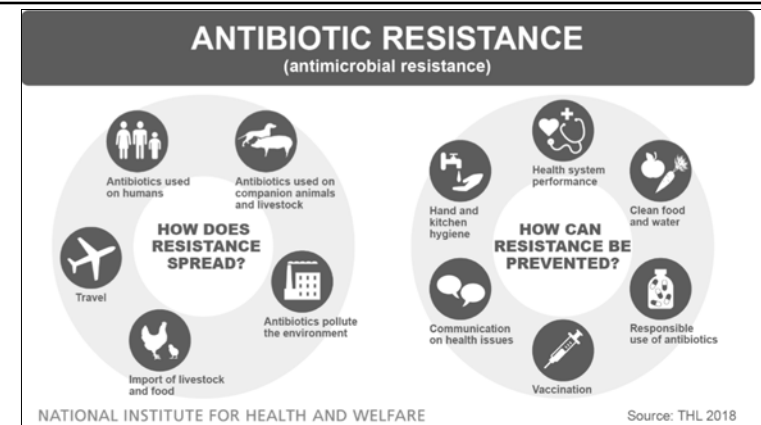 ANTIBIOTIC RESISTANCE
(antimicrobial resistance)
Antibiotics used
on humans
Antibiotics used on
companion animals
and livestock
HOW DOES
RESISTANCE
SPREAD?
Travel
Antibiotics pollute
the environment
Import of livestock
and food
Health system
performance
Hand and
kitchen
hygiene
Clean food
and water
HOW CAN
RESISTANCE BE
PREVENTED?
Communication
on health issues
Responsible
use of antibiotics
Vaccination
NATIONAL INSTITUTE FOR HEALTH AND WELFARE
Source: THL 2018